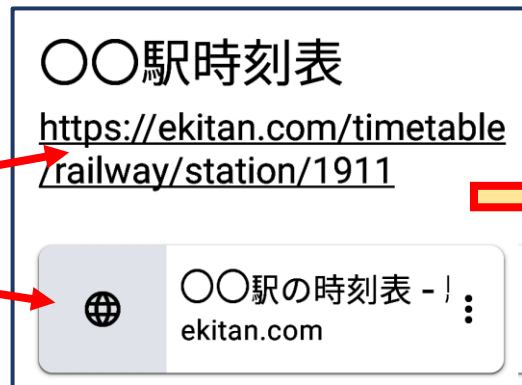 〇〇駅時刻表
https://ekitan.com/timetable
/railway/station/1911
〇〇駅の時刻表 -
ekitan.com